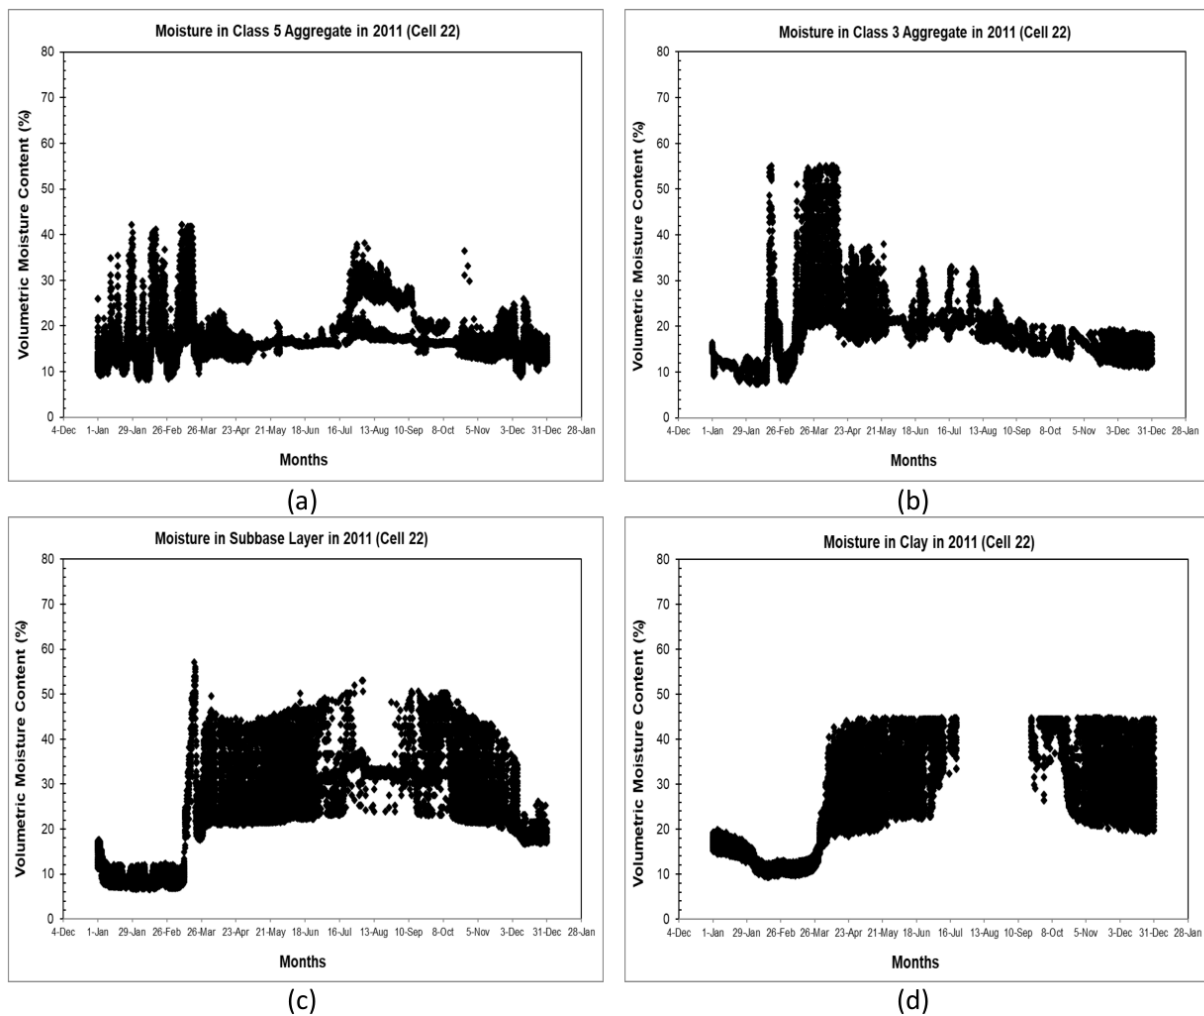 Moisture in Class 5 Aggregate in 2011 (Cell 22)
Volumetric Moisture Content (%)
80
70
60
50
40
30
20
10
0
4-Dec 1-Jan 29-Jan 26-Feb 26-Mar 23-Apr 21-May 18-Jun 16-Jul 13-Aug 10-Sep 8-Oct 5-Nov 3-Dec 31-Dec 28-Jan
Months
(a)
Moisture in Class 3 Aggregate in 2011 (Cell 22)
Volumetric Moisture Content (%)
80
70
60
50
40
30
20
10
0
4-Dec 1-Jan 29-Jan 26-Feb 26-Mar 23-Apr 21-May 18-Jun 16-Jul 13-Aug 10-Sep 8-Oct 5-Nov 3-Dec 31-Dec 28-Jan
Months
(b)
Moisture in Subbase Layer in 2011 (Cell 22)
Volumetric Moisture Content (%)
80
70
60
50
40
30
20
10
0
4-Dec 1-Jan 29-Jan 26-Feb 26-Mar 23-Apr 21-May 18-Jun 16-Jul 13-Aug 10-Sep 8-Oct 5-Nov 3-Dec 31-Dec 28-Jan
Months
(c)
Moisture in Clay in 2011 (Cell 22)
Volumetric Moisture Content (%)
80
70
60
50
40
30
20
10
0
4-Dec 1-Jan 29-Jan 26-Feb 26-Mar 23-Apr 21-May 18-Jun 16-Jul 13-Aug 10-Sep 8-Oct 5-Nov 3-Dec 31-Dec 28-Jan
Months
(d)